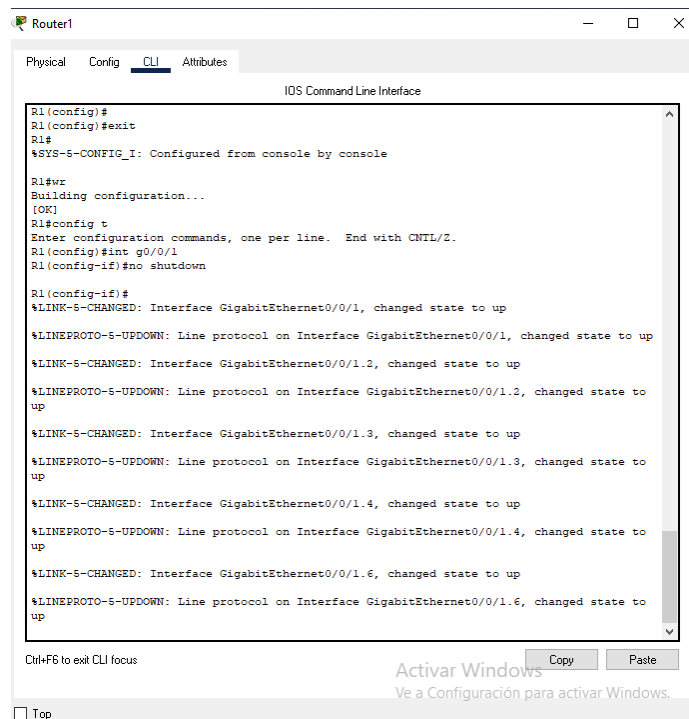 Router1
Physical Config CLI Attributes
IOS Command Line Interface
R1(config)#
R1(config)#exit
R1#
%SYS-5-CONFIG_I: Configured from console by console
R1#wr
Building configuration...
[OK]
R1#config t
Enter configuration commands, one per line.  End with CNTL/Z.
R1(config)#int g0/0/1
R1(config-if)#no shutdown
R1(config-if)#
%LINK-5-CHANGED: Interface GigabitEthernet0/0/1, changed state to up
%LINEPROTO-5-UPDOWN: Line protocol on Interface GigabitEthernet0/0/1, changed state to up
%LINK-5-CHANGED: Interface GigabitEthernet0/0/1.2, changed state to up
%LINEPROTO-5-UPDOWN: Line protocol on Interface GigabitEthernet0/0/1.2, changed state to
up
%LINK-5-CHANGED: Interface GigabitEthernet0/0/1.3, changed state to up
%LINEPROTO-5-UPDOWN: Line protocol on Interface GigabitEthernet0/0/1.3, changed state to
up
%LINK-5-CHANGED: Interface GigabitEthernet0/0/1.4, changed state to up
%LINEPROTO-5-UPDOWN: Line protocol on Interface GigabitEthernet0/0/1.4, changed state to
up
%LINK-5-CHANGED: Interface GigabitEthernet0/0/1.6, changed state to up
%LINEPROTO-5-UPDOWN: Line protocol on Interface GigabitEthernet0/0/1.6, changed state to
up
Ctrl+F6 to exit CLI focus
Copy Paste
Activar Windows
Ve a Configuración para activar Windows.
Top